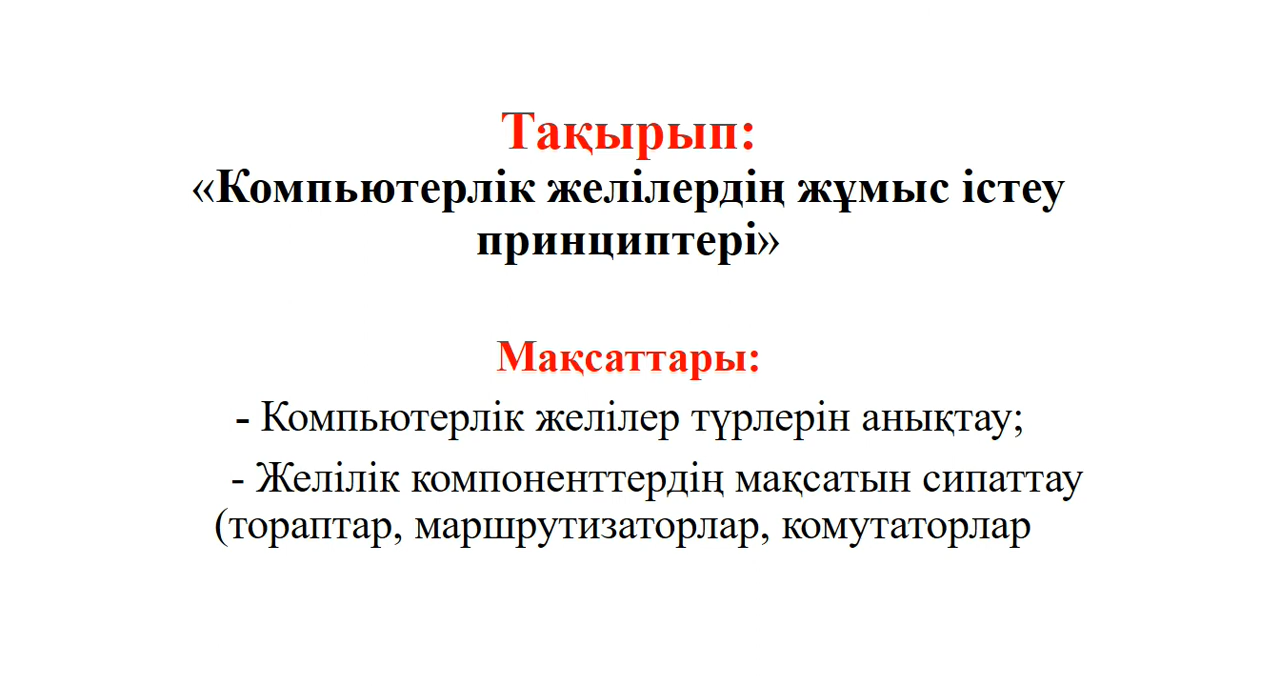 Тақырып:
«Компьютерлік желілердің жұмыс істеу
принциптері»
Мақсаттары:
- Компьютерлік желілер түрлерін анықтау;
- Желілік компоненттердің мақсатын сипаттау
(тораптар, маршрутизаторлар, комутаторлар